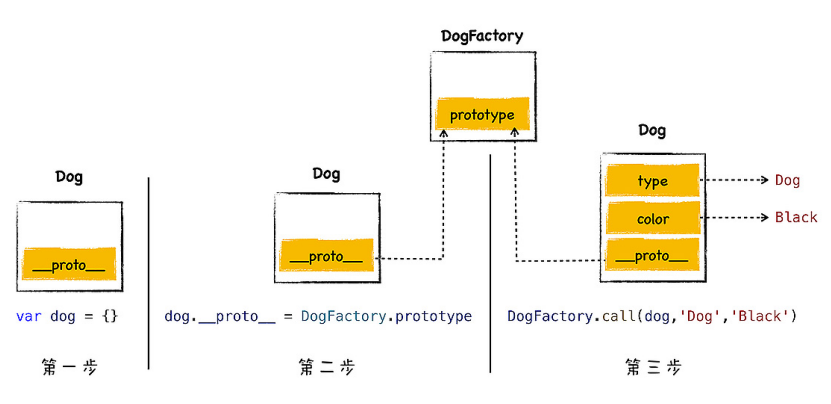 DogFactory
prototype
Dog
__proto__
var dog = {}
第一步
Dog
__proto__
dog.__proto__ = DogFactory.prototype
第二步
Dog
type
Dog
color
Black
__proto__
DogFactory.call(dog,'Dog','Black')
第三步